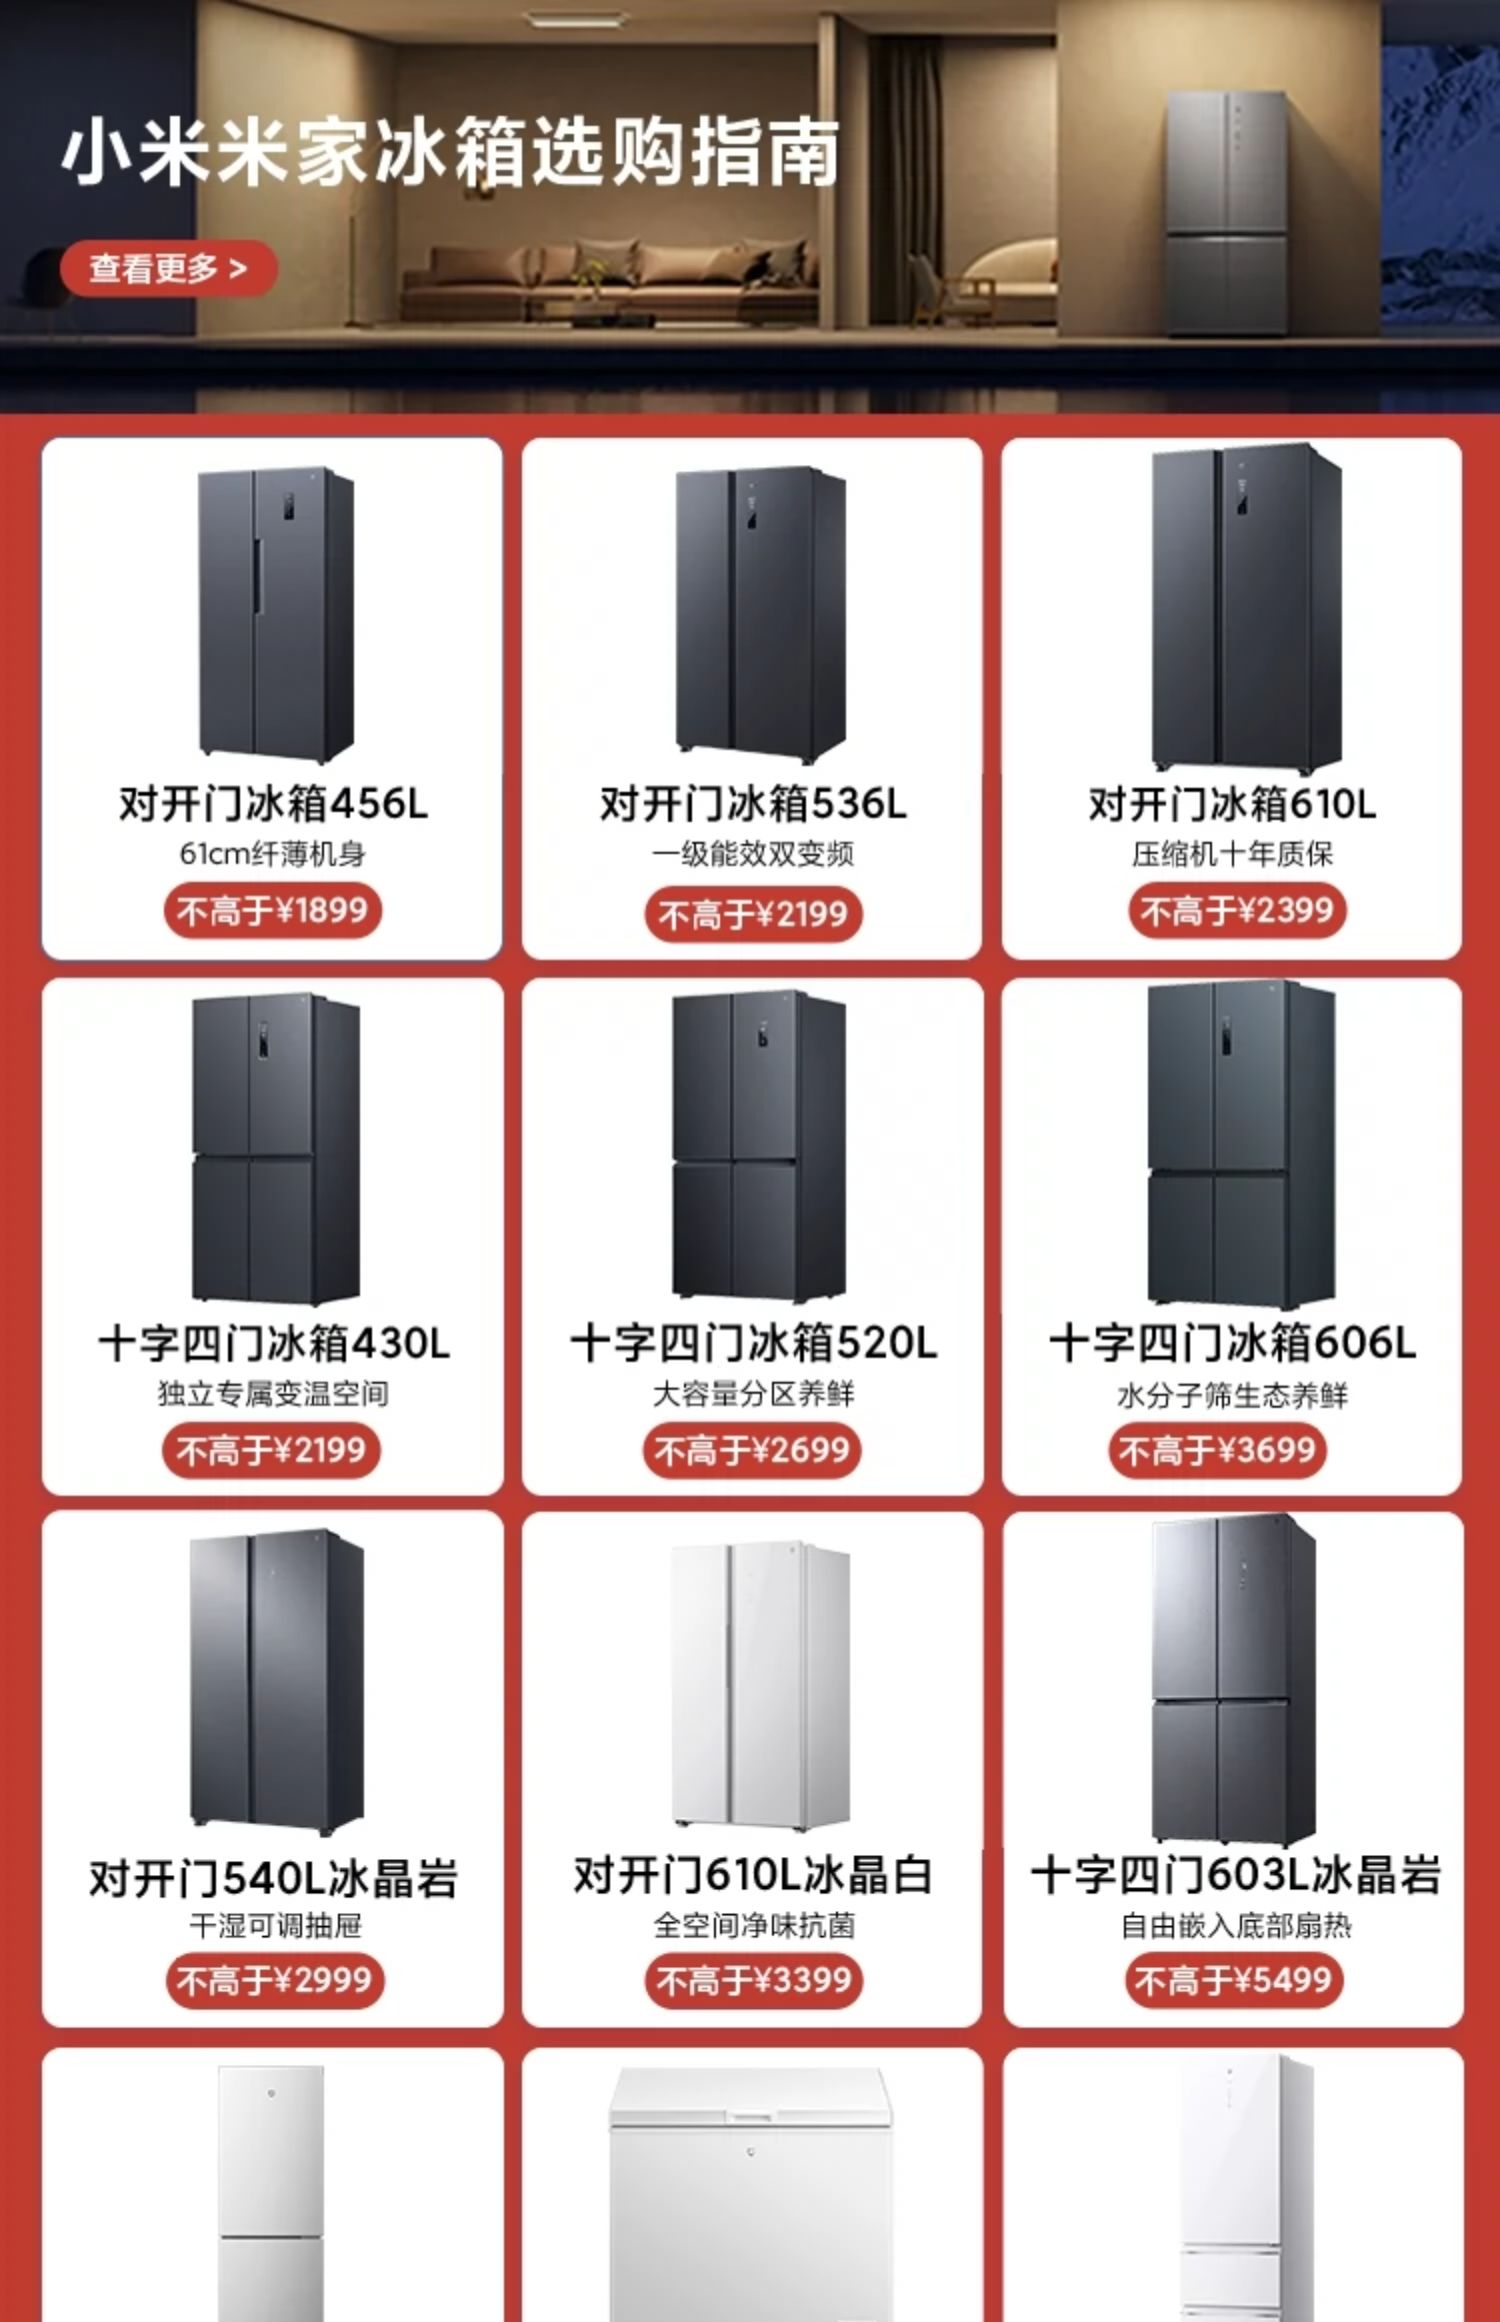 小米米家冰箱选购指南
查看更多 >
对开门冰箱456L
61cm纤薄机身
不高于¥1899
对开门冰箱536L
一级能效双变频
不高于¥2199
对开门冰箱610L
压缩机十年质保
不高于¥2399
十字四门冰箱430L
独立专属变温空间
不高于¥2199
十字四门冰箱520L
大容量分区养鲜
不高于¥2699
十字四门冰箱606L
水分子筛生态养鲜
不高于¥3699
对开门540L冰晶岩
干湿可调抽屉
不高于¥2999
对开门610L冰晶白
全空间净味抗菌
不高于¥3399
十字四门603L冰晶岩
自由嵌入底部扇热
不高于¥5499